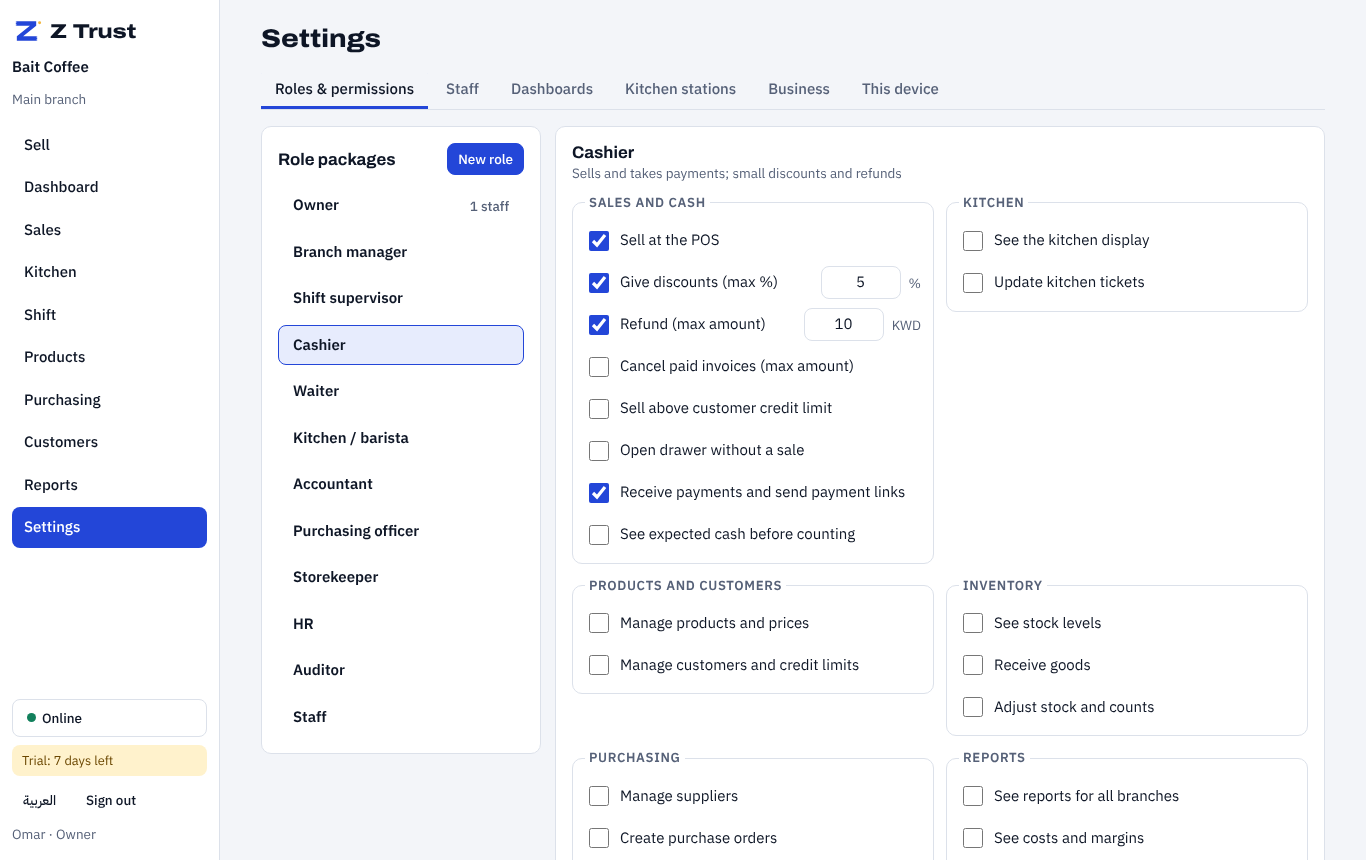 Z Trust
Bait Coffee
Main branch
Sell
Dashboard
Sales
Kitchen
Shift
Products
Purchasing
Customers
Reports
Settings
Online
Trial: 7 days left
العربية Sign out
Omar · Owner
Settings
Roles & permissions Staff Dashboards Kitchen stations Business This device
Role packages New role
Owner 1 staff
Branch manager
Shift supervisor
Cashier
Waiter
Kitchen / barista
Accountant
Purchasing officer
Storekeeper
HR
Auditor
Staff
Cashier
Sells and takes payments; small discounts and refunds
SALES AND CASH
Sell at the POS
Give discounts (max %) 5 %
Refund (max amount) 10 KWD
Cancel paid invoices (max amount)
Sell above customer credit limit
Open drawer without a sale
Receive payments and send payment links
See expected cash before counting
KITCHEN
See the kitchen display
Update kitchen tickets
PRODUCTS AND CUSTOMERS
Manage products and prices
Manage customers and credit limits
INVENTORY
See stock levels
Receive goods
Adjust stock and counts
PURCHASING
Manage suppliers
Create purchase orders
REPORTS
See reports for all branches
See costs and margins